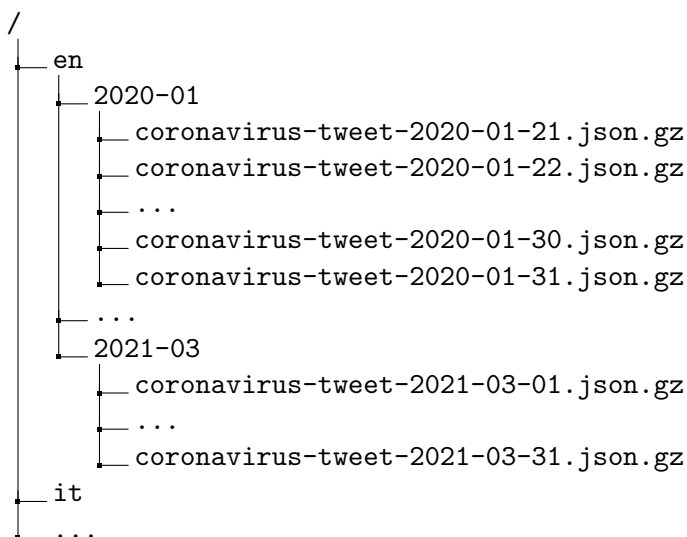 /
en
2020-01
coronavirus-tweet-2020-01-21.json.gz
coronavirus-tweet-2020-01-22.json.gz
...
coronavirus-tweet-2020-01-30.json.gz
coronavirus-tweet-2020-01-31.json.gz
...
2021-03
coronavirus-tweet-2021-03-01.json.gz
...
coronavirus-tweet-2021-03-31.json.gz
it
...